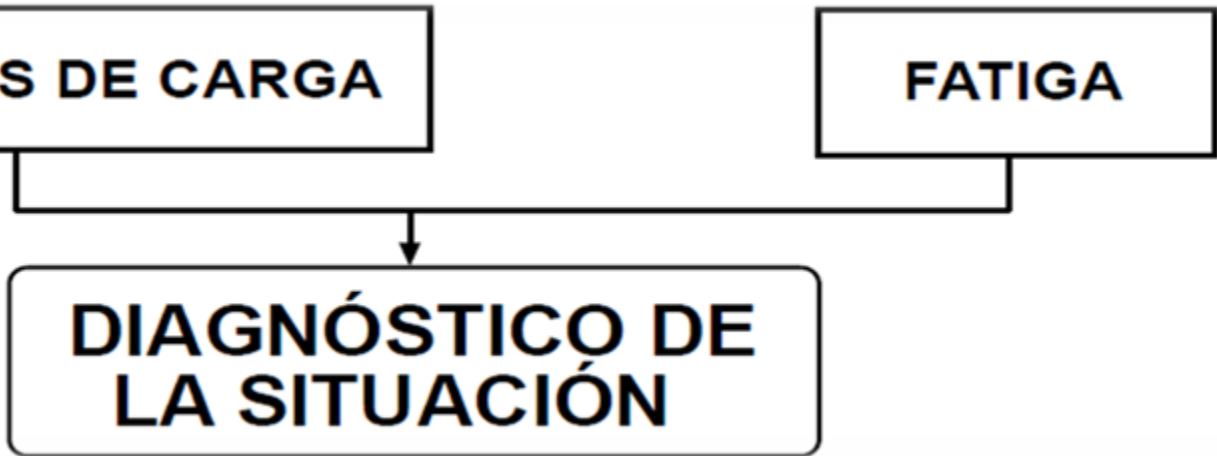 S DE CARGA
FATIGA
DIAGNÓSTICO DE
LA SITUACIÓN